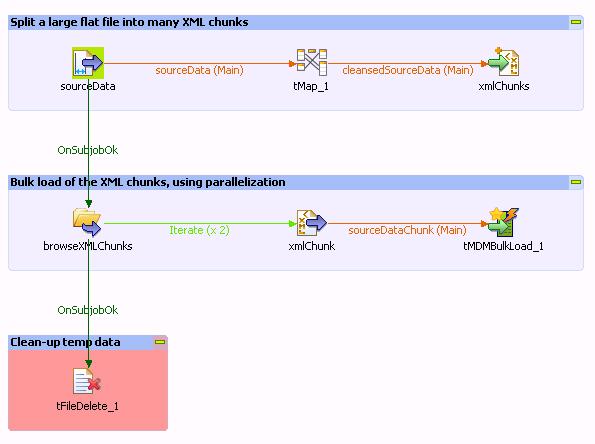 Split a large flat file into many XML chunks
sourceData (Main)
cleansedSourceData (Main)
sourceData
tMap_1
xmlChunks
OnSubjobOk
Bulk load of the XML chunks, using parallelization
Iterate (x 2)
sourceDataChunk (Main)
browseXMLChunks
xmlChunk
tMDMBulkLoad_1
OnSubjobOk
Clean-up temp data
tFileDelete_1